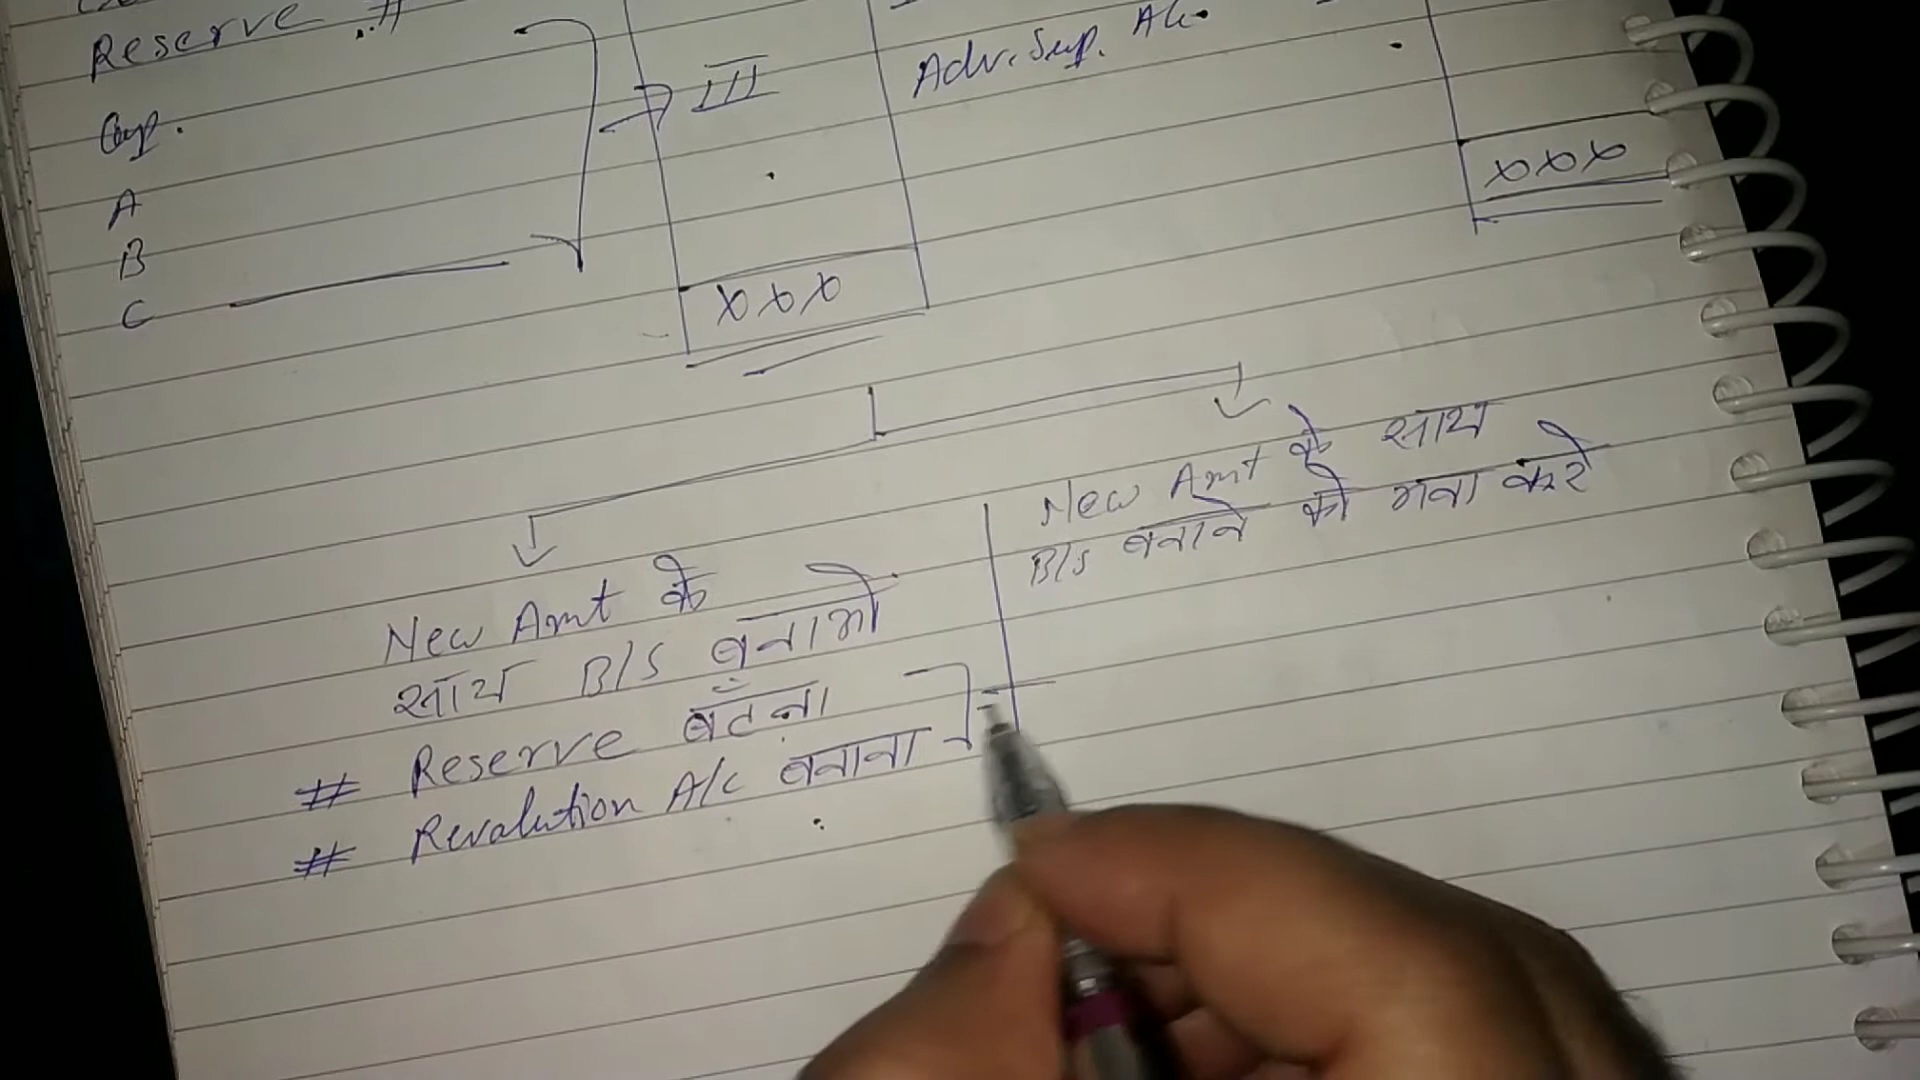 Reserve #
Adv. Sup. A/c.
III
Cap.
A
B
C
xxx
xxx
New Amt के
साथ B/S बनाओ
# Reserve बँटना
# Revalution A/c बनाना
New Amt के साथ
B/S बनाने को मना करे